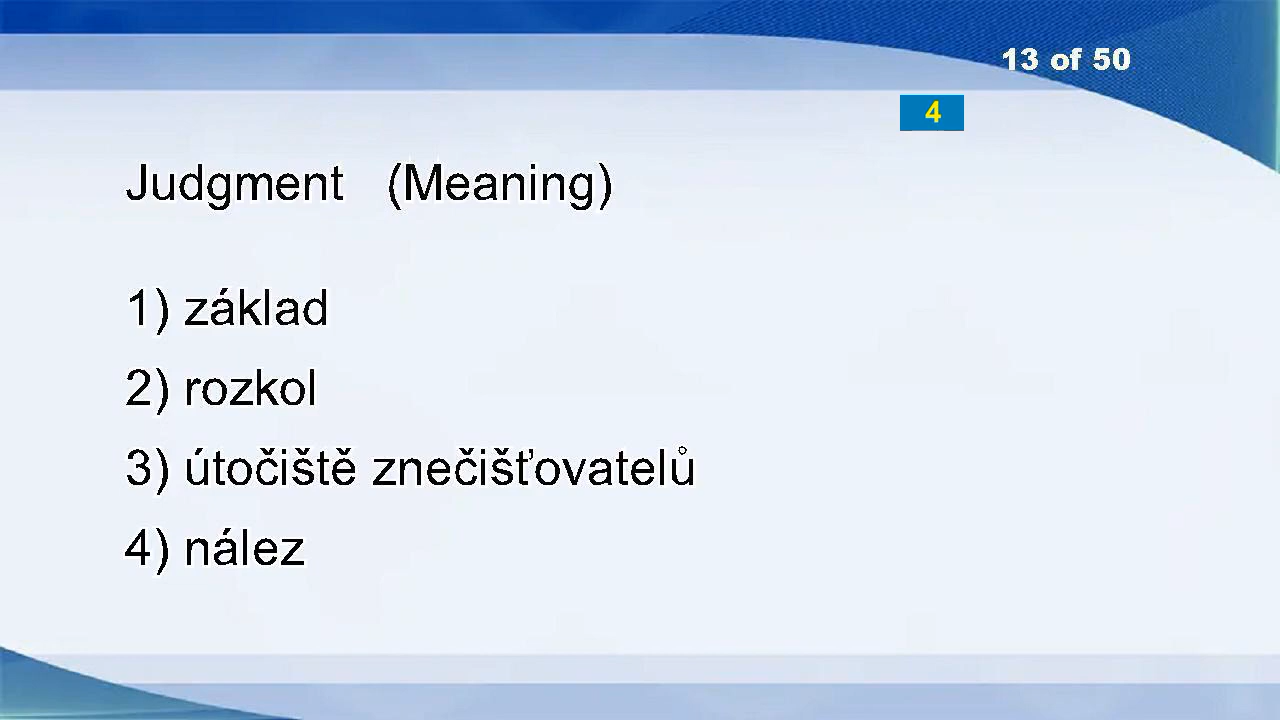 13 of 50
4
Judgment (Meaning)
1) základ
2) rozkol
3) útočiště znečišťovatelů
4) nález